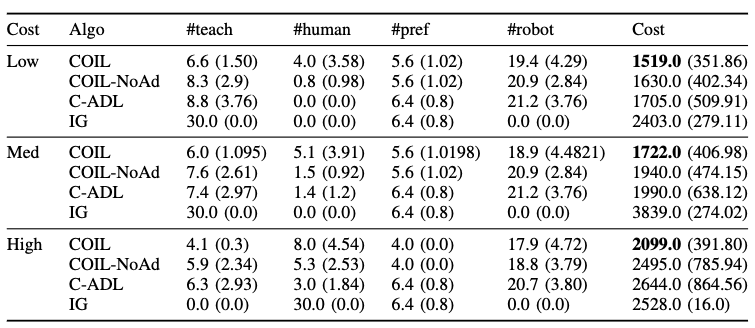 Cost Algo #teach #human #pref #robot Cost
Low COIL 6.6 (1.50) 4.0 (3.58) 5.6 (1.02) 19.4 (4.29) 1519.0 (351.86)
COIL-NoAd 8.3 (2.9) 0.8 (0.98) 5.6 (1.02) 20.9 (2.84) 1630.0 (402.34)
C-ADL 8.8 (3.76) 0.0 (0.0) 6.4 (0.8) 21.2 (3.76) 1705.0 (509.91)
IG 30.0 (0.0) 0.0 (0.0) 6.4 (0.8) 0.0 (0.0) 2403.0 (279.11)
Med COIL 6.0 (1.095) 5.1 (3.91) 5.6 (1.0198) 18.9 (4.4821) 1722.0 (406.98)
COIL-NoAd 7.6 (2.61) 1.5 (0.92) 5.6 (1.02) 20.9 (2.84) 1940.0 (474.15)
C-ADL 7.4 (2.97) 1.4 (1.2) 6.4 (0.8) 21.2 (3.76) 1990.0 (638.12)
IG 30.0 (0.0) 0.0 (0.0) 6.4 (0.8) 0.0 (0.0) 3839.0 (274.02)
High COIL 4.1 (0.3) 8.0 (4.54) 4.0 (0.0) 17.9 (4.72) 2099.0 (391.80)
COIL-NoAd 5.9 (2.34) 5.3 (2.53) 4.0 (0.0) 18.8 (3.79) 2495.0 (785.94)
C-ADL 6.3 (2.93) 3.0 (1.84) 6.4 (0.8) 20.7 (3.80) 2644.0 (864.56)
IG 0.0 (0.0) 30.0 (0.0) 6.4 (0.8) 0.0 (0.0) 2528.0 (16.0)